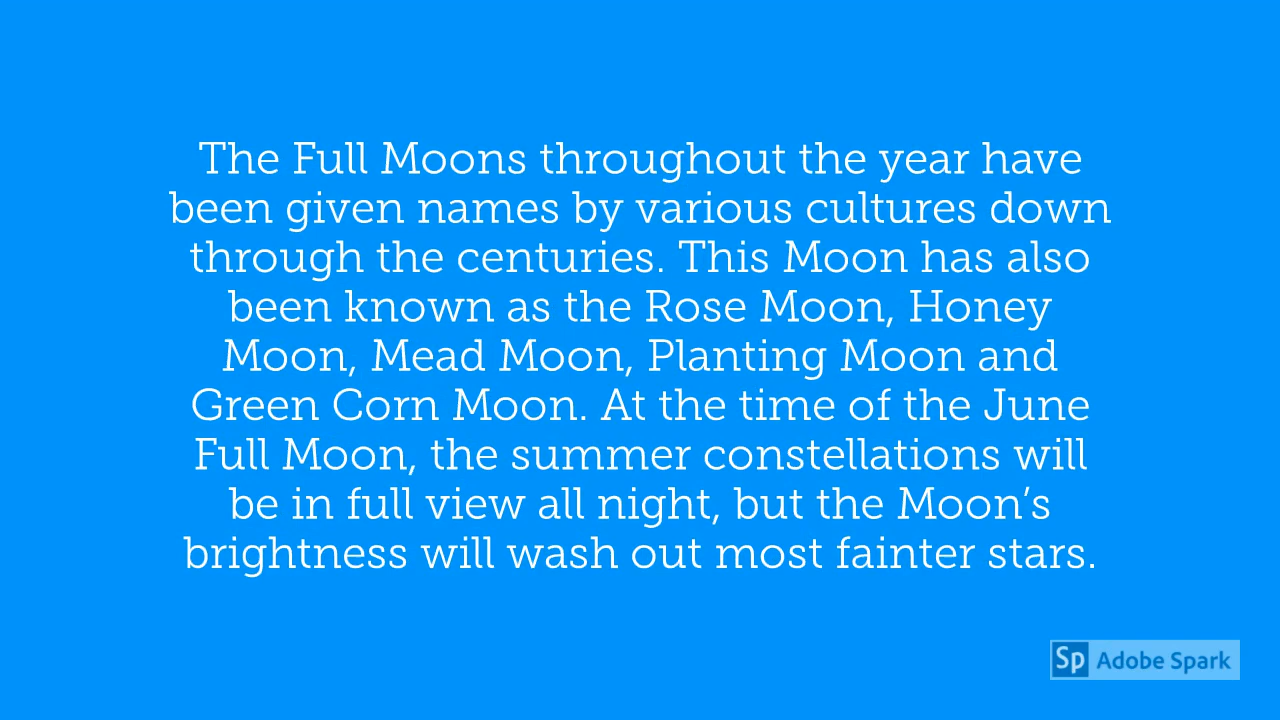 The Full Moons throughout the year have
been given names by various cultures down
through the centuries. This Moon has also
been known as the Rose Moon, Honey
Moon, Mead Moon, Planting Moon and
Green Corn Moon. At the time of the June
Full Moon, the summer constellations will
be in full view all night, but the Moon’s
brightness will wash out most fainter stars.
Sp Adobe Spark